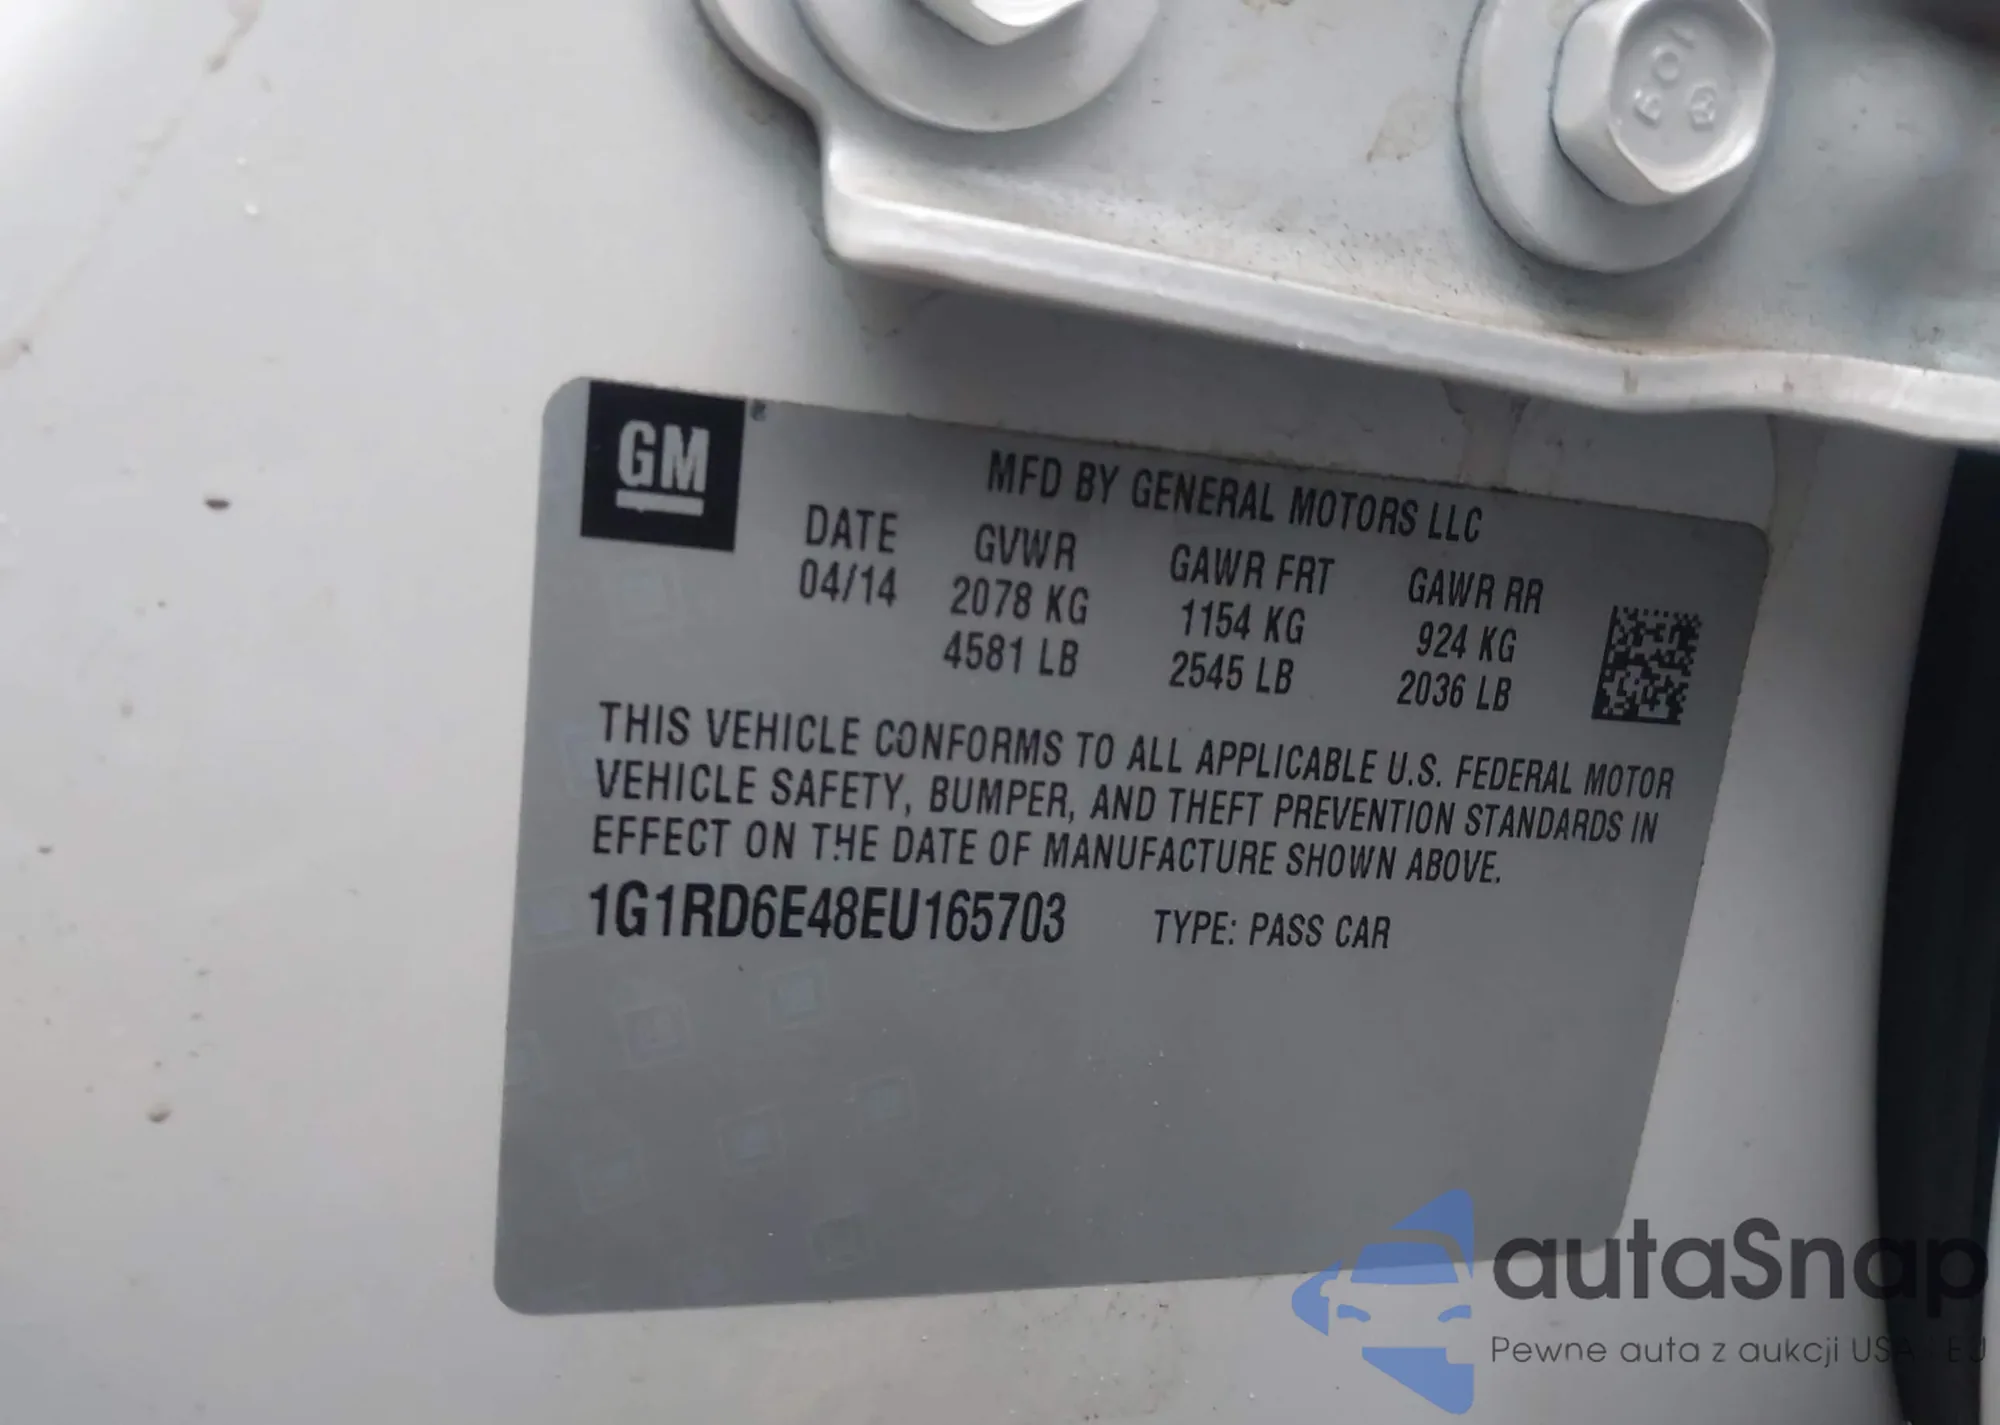 109
GM
MFD BY GENERAL MOTORS LLC
DATE GVWR GAWR FRT GAWR RR
04/14 2078 KG 1154 KG 924 KG
4581 LB 2545 LB 2036 LB
THIS VEHICLE CONFORMS TO ALL APPLICABLE U.S. FEDERAL MOTOR
VEHICLE SAFETY, BUMPER, AND THEFT PREVENTION STANDARDS IN
EFFECT ON THE DATE OF MANUFACTURE SHOWN ABOVE.
1G1RD6E48EU165703 TYPE: PASS CAR
autaSnap
Pewne auta z aukcji USA - EU